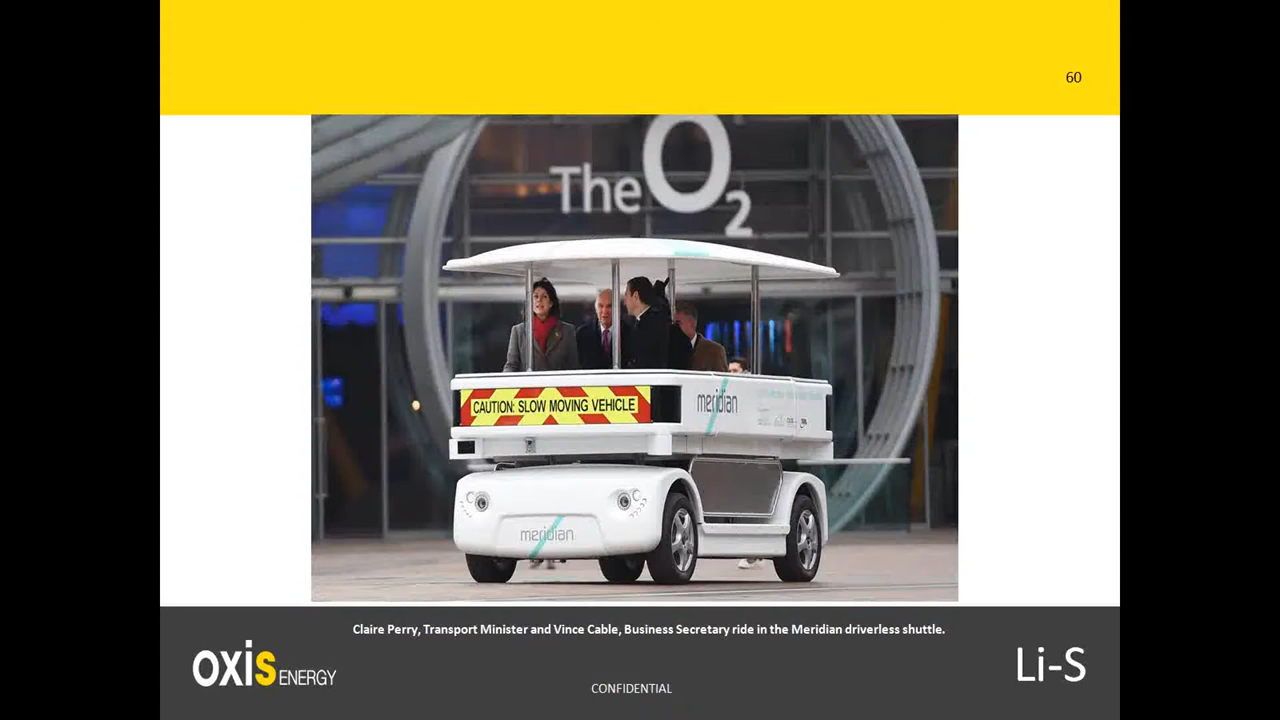 60
The O2
CAUTION: SLOW MOVING VEHICLE
meridian
meridian
Claire Perry, Transport Minister and Vince Cable, Business Secretary ride in the Meridian driverless shuttle.
oxis ENERGY
Li-S
CONFIDENTIAL